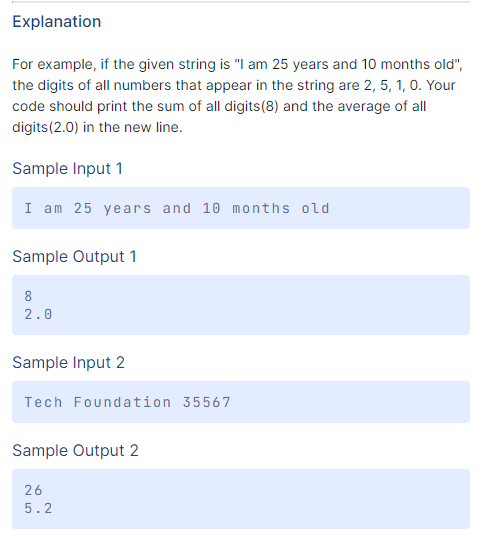 Explanation
For example, if the given string is "I am 25 years and 10 months old",
the digits of all numbers that appear in the string are 2, 5, 1, 0. Your
code should print the sum of all digits(8) and the average of all
digits(2.0) in the new line.
Sample Input 1
I am 25 years and 10 months old
Sample Output 1
8
2.0
Sample Input 2
Tech Foundation 35567
Sample Output 2
26
5.2